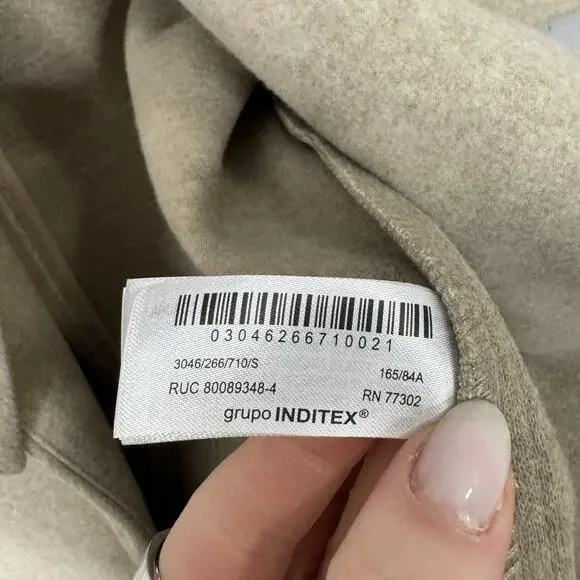 03046266710021
3046/266/710/S
165/84A
RUC 80089348-4
RN 77302
grupo INDITEX®